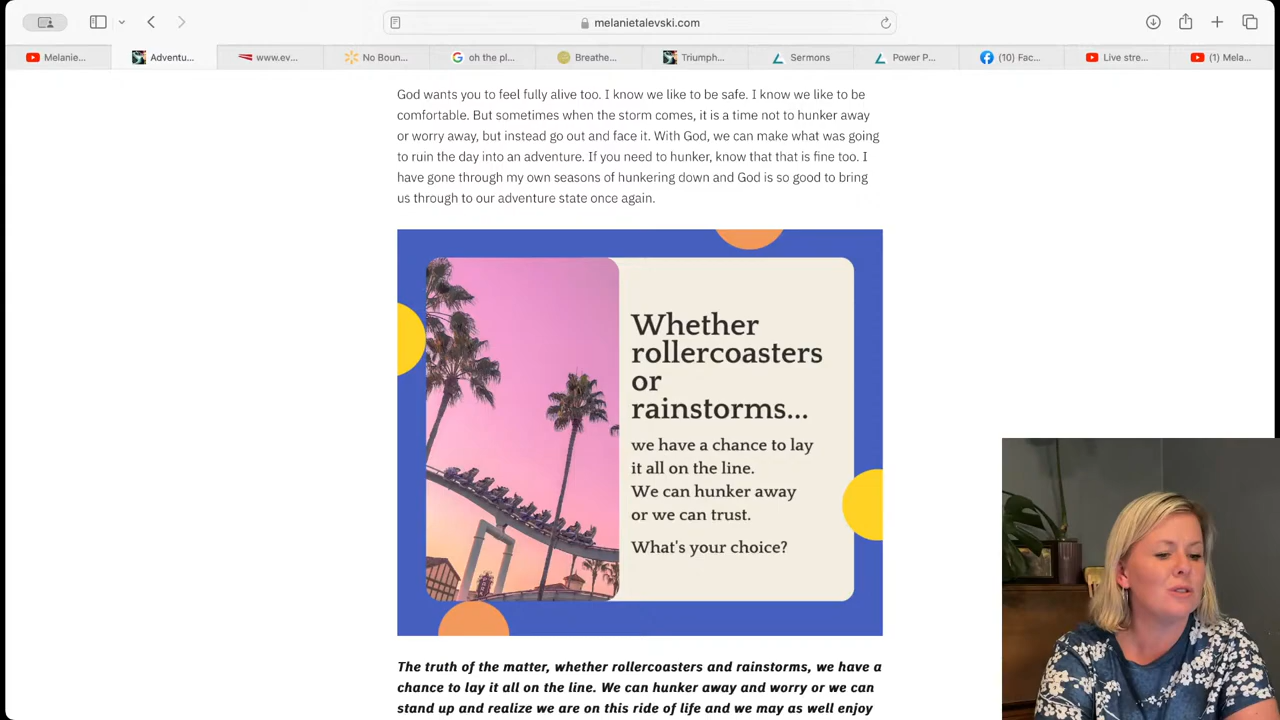 melanietalevski.com
Melanie...
Adventu...
www.ev...
No Boun...
oh the pl...
Breathe...
Triumph...
Sermons
Power P...
(10) Fac...
Live stre...
(1) Mela...
God wants you to feel fully alive too. I know we like to be safe. I know we like to be
comfortable. But sometimes when the storm comes, it is a time not to hunker away
or worry away, but instead go out and face it. With God, we can make what was going
to ruin the day into an adventure. If you need to hunker, know that that is fine too. I
have gone through my own seasons of hunkering down and God is so good to bring
us through to our adventure state once again.
Whether
rollercoasters
or
rainstorms...
we have a chance to lay
it all on the line.
We can hunker away
or we can trust.
What's your choice?
The truth of the matter, whether rollercoasters and rainstorms, we have a
chance to lay it all on the line. We can hunker away and worry or we can
stand up and realize we are on this ride of life and we may as well enjoy